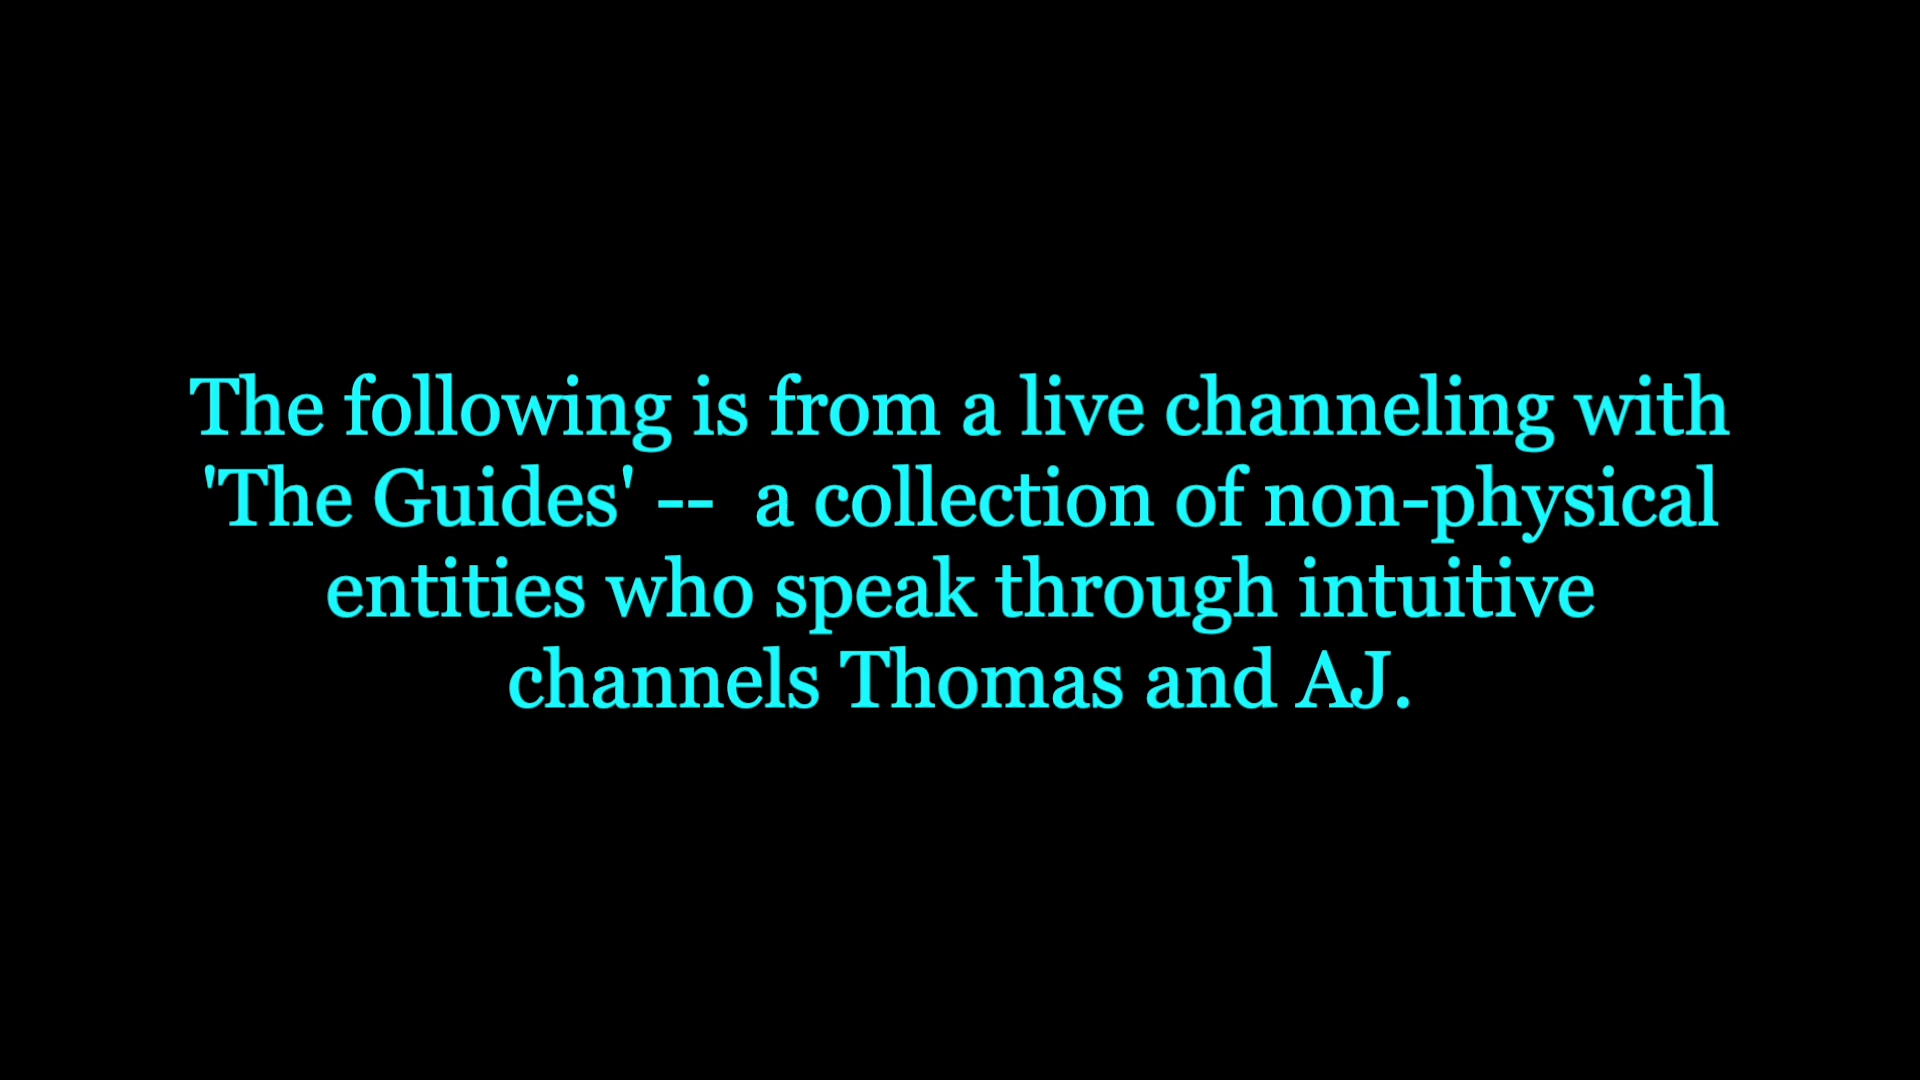 The following is from a live channeling with
'The Guides' --  a collection of non-physical
entities who speak through intuitive
channels Thomas and AJ.